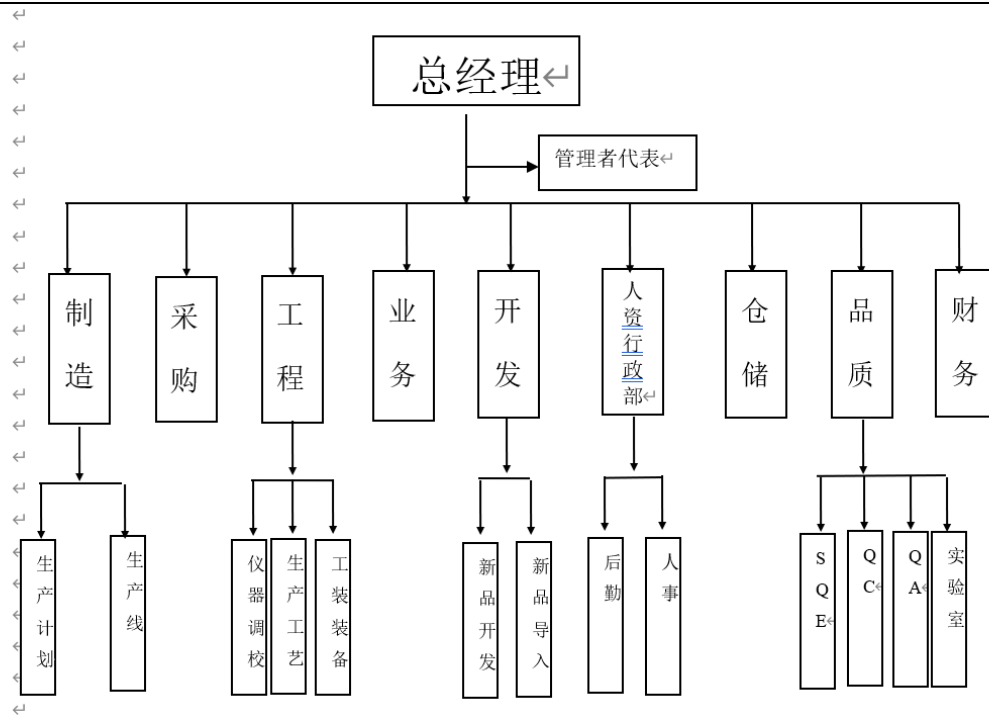 总经理
管理者代表
制造
采购
工程
业务
开发
人资行政部
仓储
品质
财务
生产计划
生产线
仪器调校
生产工艺
工装装备
新品开发
新品导入
后勤
人事
SQE
QC
QA
实验室